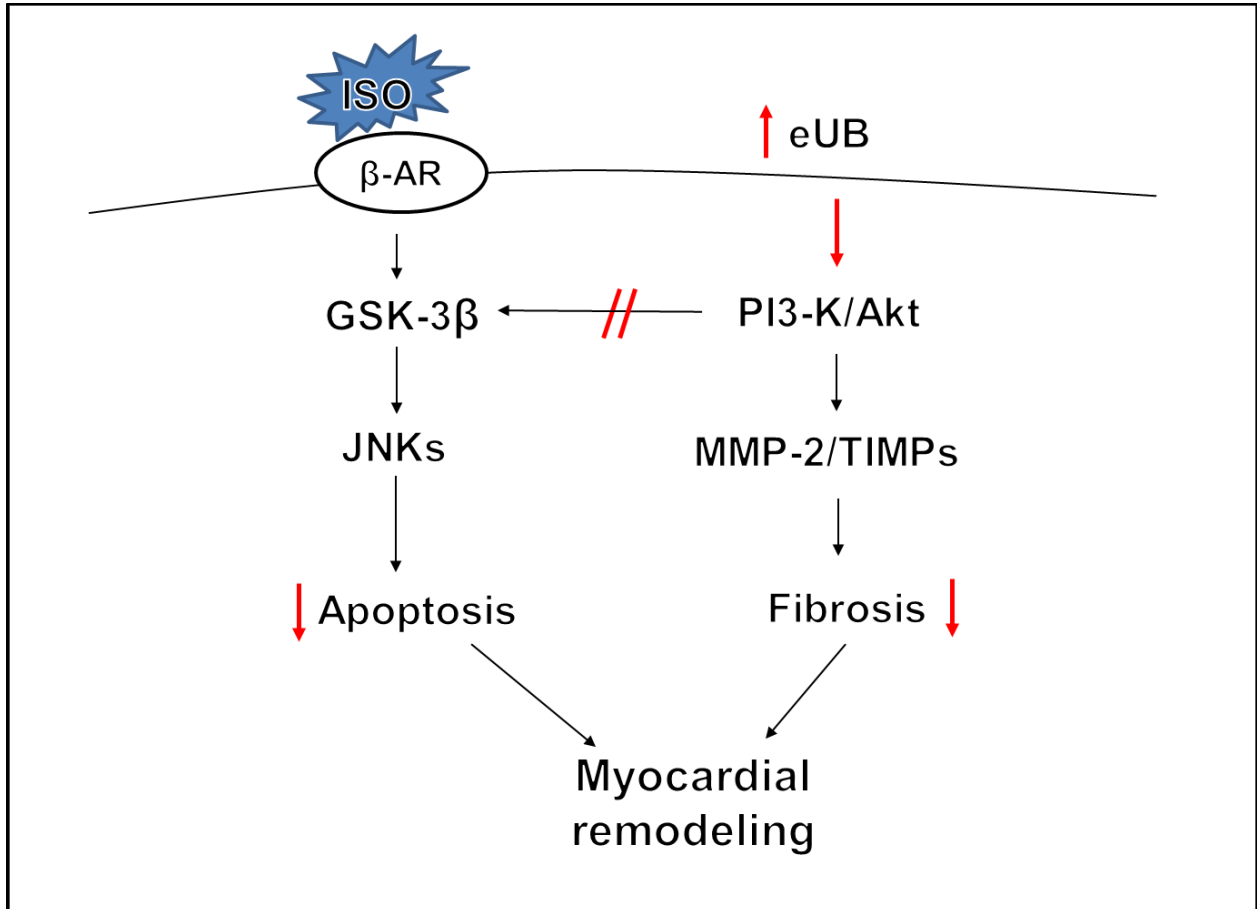 ISO
β-AR
eUB
GSK-3β
PI3-K/Akt
JNKs
MMP-2/TIMPs
Apoptosis
Fibrosis
Myocardial
remodeling